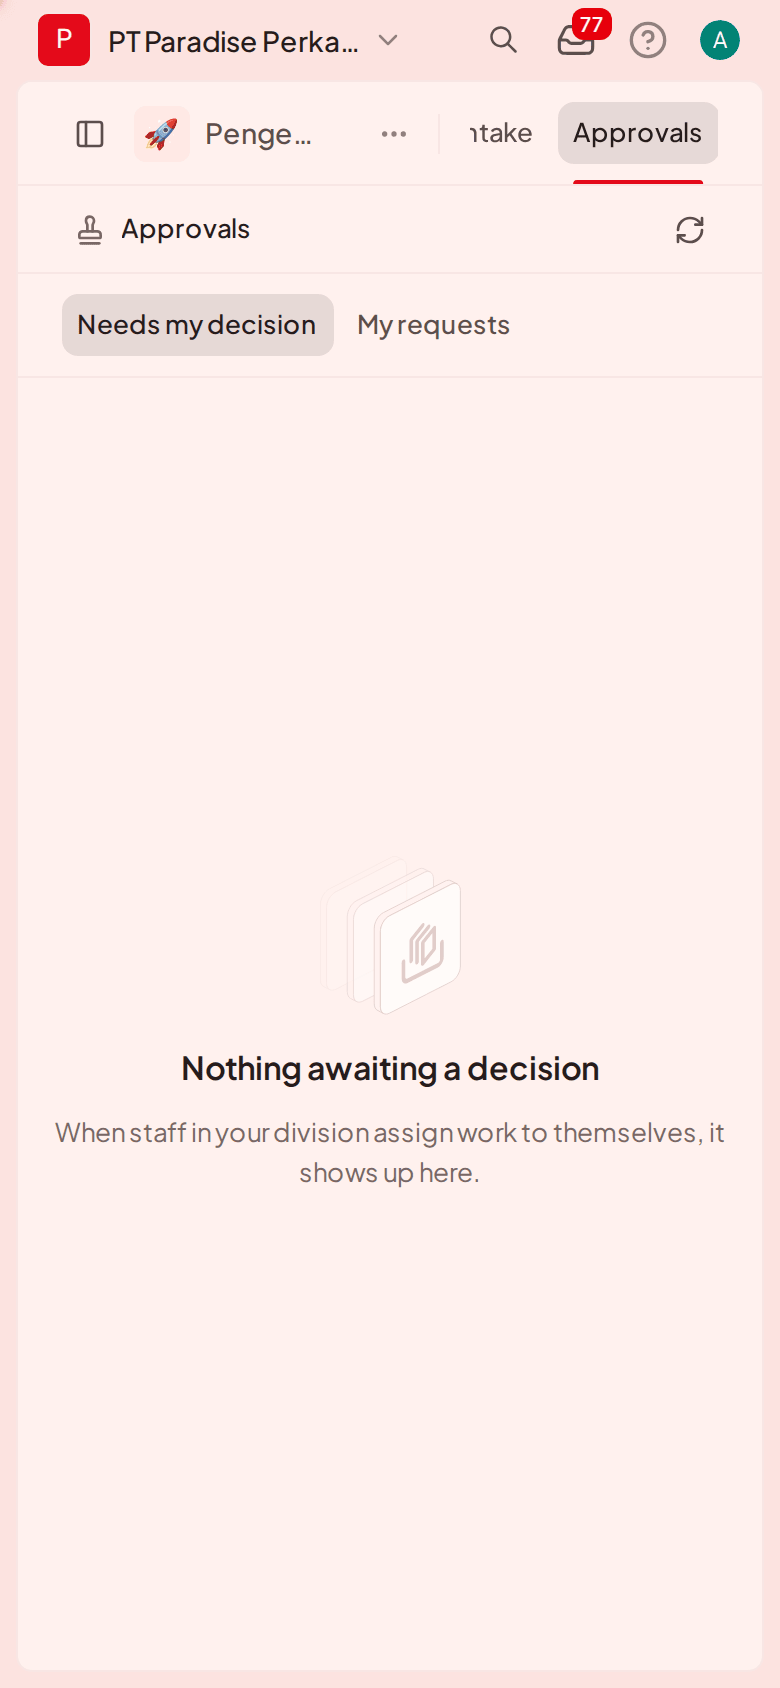 P
PT Paradise Perka...
77
A
Penge...
ntake
Approvals
Approvals
Needs my decision
My requests
Nothing awaiting a decision
When staff in your division assign work to themselves, it
shows up here.